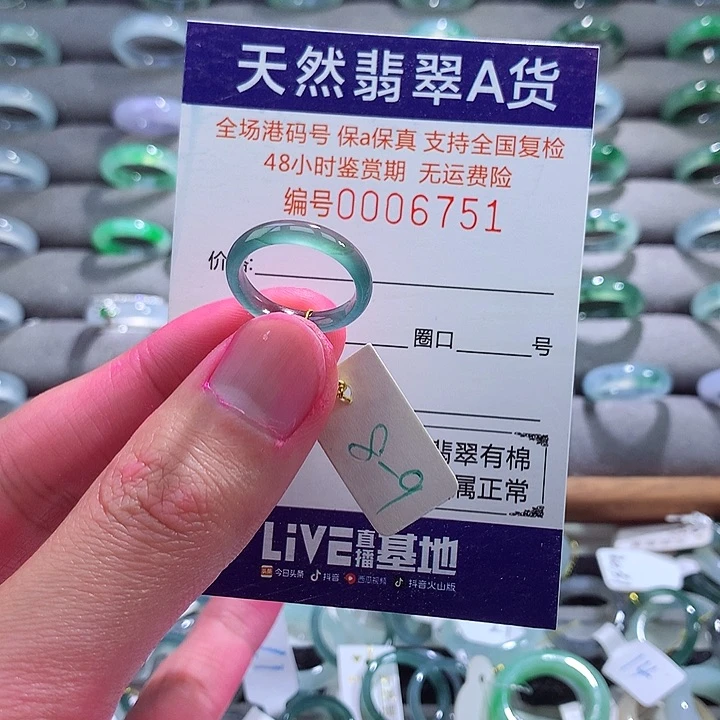 天然翡翠A货
全场港码号 保a保真 支持全国复检
48小时鉴赏期 无运费险
编号0006751
价
圈口 号
翡翠有棉
属正常
LiVE直播基地
今日头条 抖音 西瓜视频 抖音火山版
14